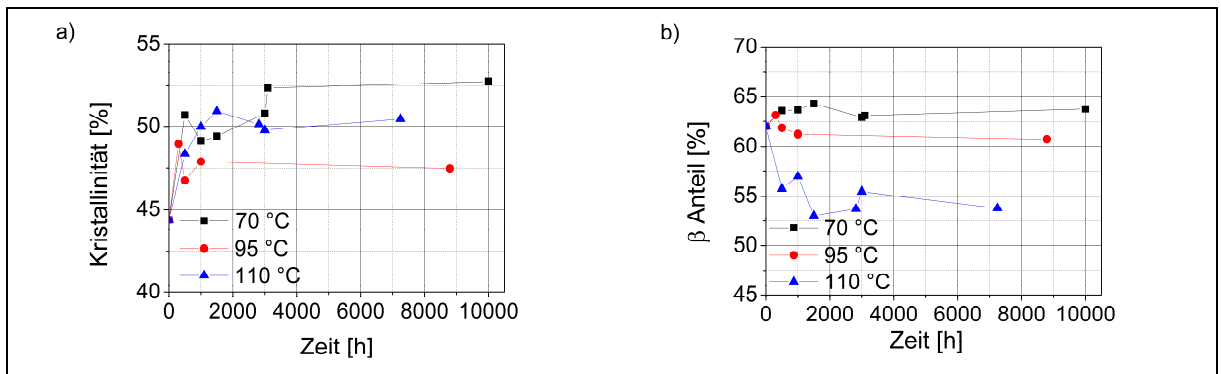 a)
Kristallinität [%]
55
50
45
40
70 °C
95 °C
110 °C
0 2000 4000 6000 8000 10000
Zeit [h]
b)
β Anteil [%]
70
65
60
55
50
45
70 °C
95 °C
110 °C
0 2000 4000 6000 8000 10000
Zeit [h]